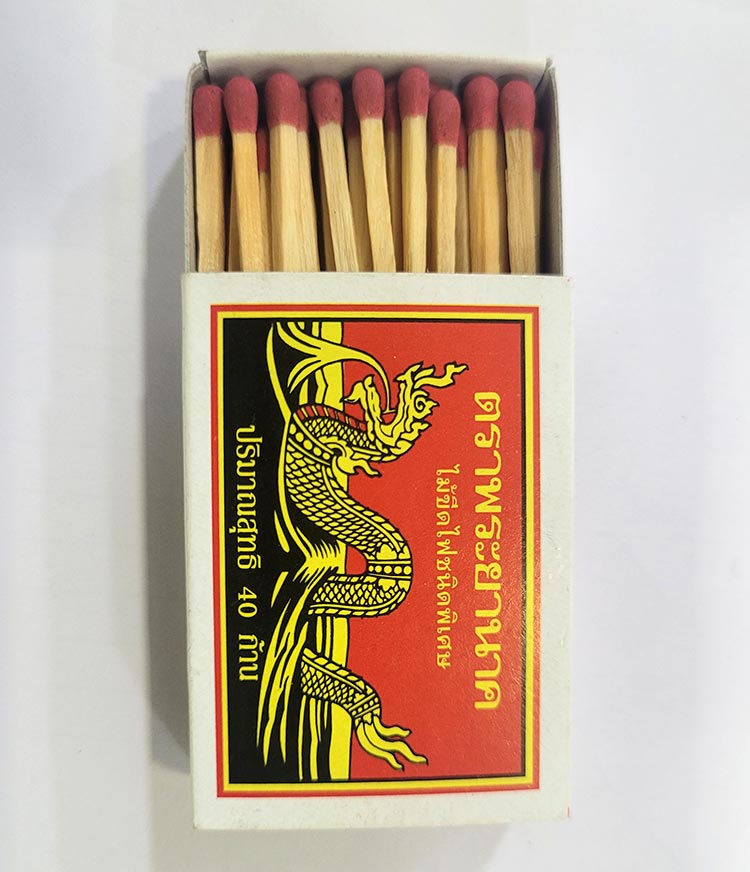 ตราพระยานาค
ไม้ขีดไฟชนิดพิเศษ
ปริมาณสุทธิ 40 ก้าน